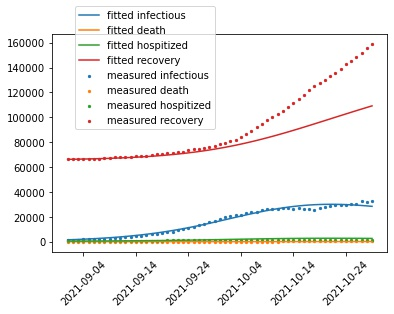 fitted infectious
fitted death
fitted hospitized
fitted recovery
measured infectious
measured death
measured hospitized
measured recovery
160000
140000
120000
100000
80000
60000
40000
20000
0
2021-09-04
2021-09-14
2021-09-24
2021-10-04
2021-10-14
2021-10-24